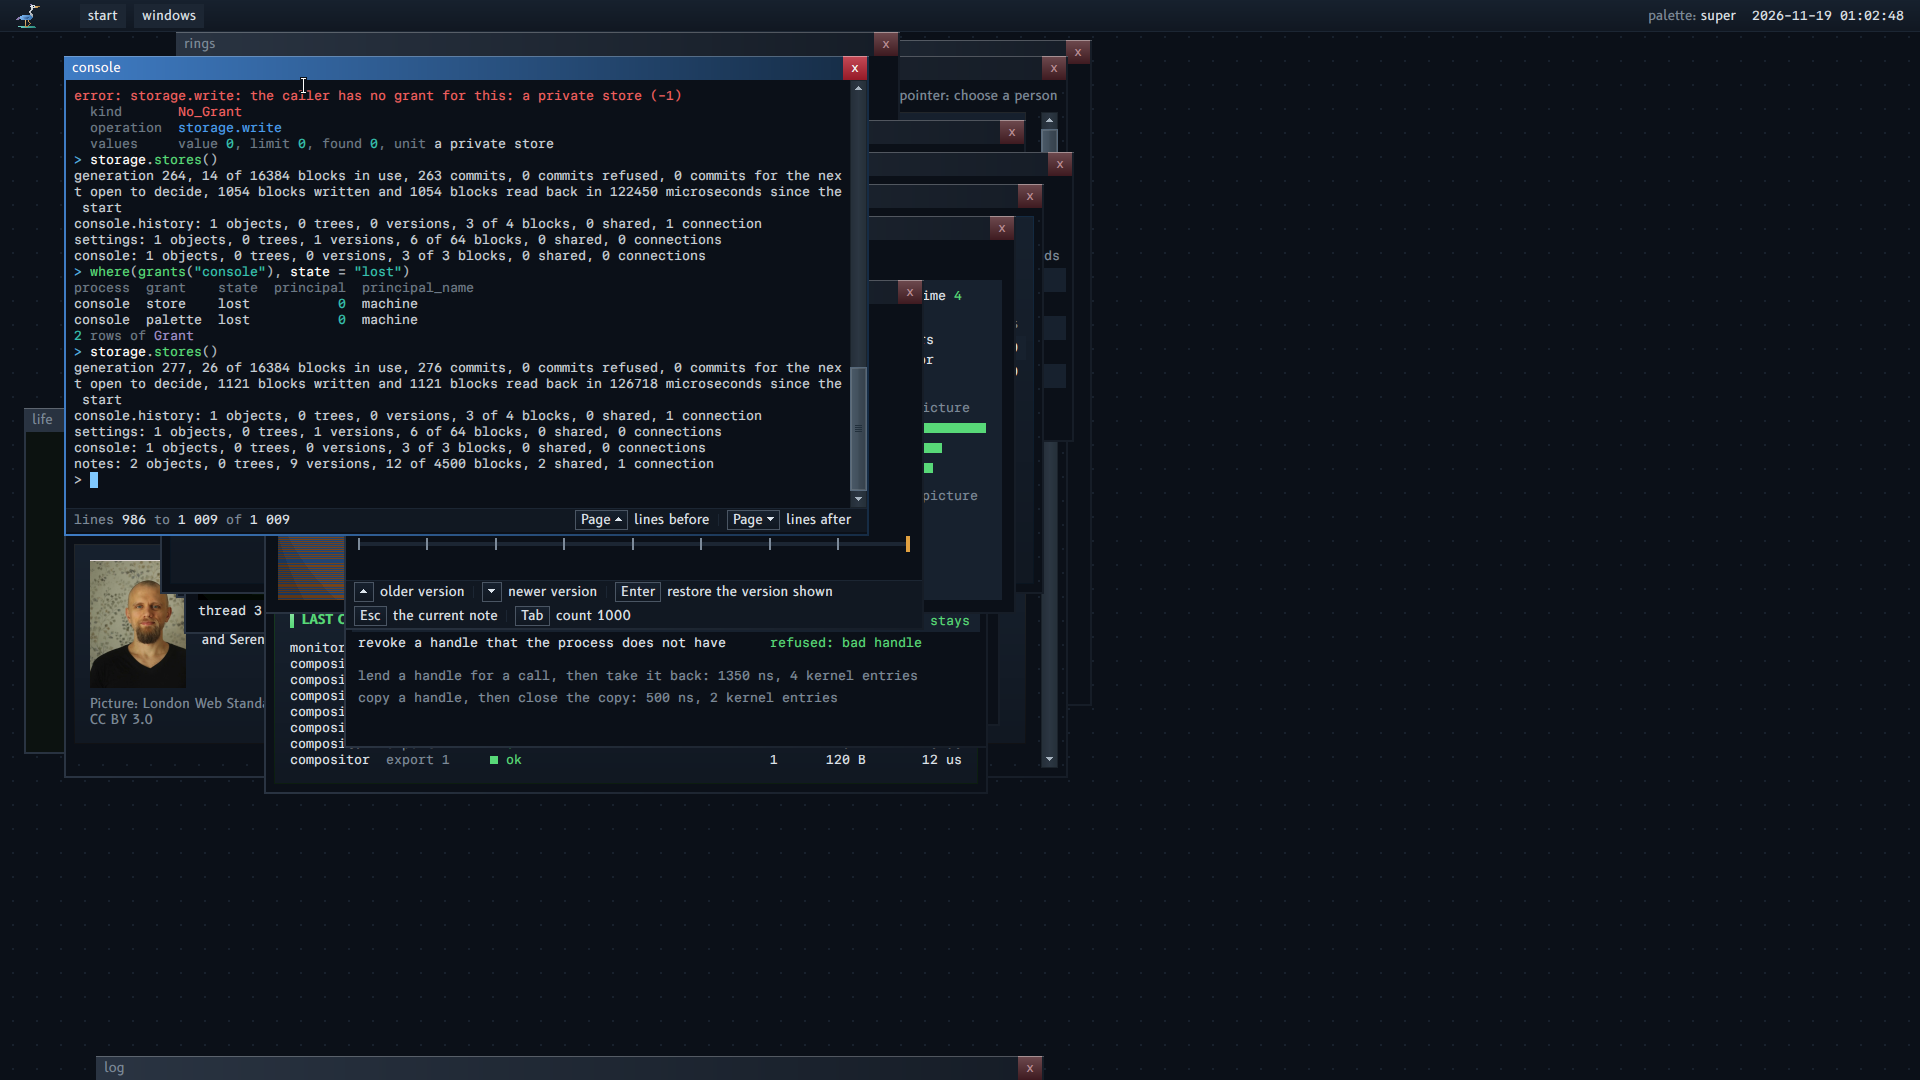 start windows palette: super 2026-11-19 01:02:48
rings x
x
console x
x
error: storage.write: the caller has no grant for this: a private store (-1)
pointer: choose a person
kind No_Grant
operation storage.write
x
values value 0, limit 0, found 0, unit a private store
> storage.stores()
x
generation 264, 14 of 16384 blocks in use, 263 commits, 0 commits refused, 0 commits for the nex
t open to decide, 1054 blocks written and 1054 blocks read back in 122450 microseconds since the
x
start
console.history: 1 objects, 0 trees, 0 versions, 3 of 4 blocks, 0 shared, 1 connection
x
settings: 1 objects, 0 trees, 1 versions, 6 of 64 blocks, 0 shared, 0 connections
console: 1 objects, 0 trees, 0 versions, 3 of 3 blocks, 0 shared, 0 connections
ds
> where(grants("console"), state = "lost")
process grant state principal principal_name
x
console store lost 0 machine
ime 4
console palette lost 0 machine
2 rows of Grant
> storage.stores()
generation 277, 26 of 16384 blocks in use, 276 commits, 0 commits refused, 0 commits for the nex
t open to decide, 1121 blocks written and 1121 blocks read back in 126718 microseconds since the
start
icture
console.history: 1 objects, 0 trees, 0 versions, 3 of 4 blocks, 0 shared, 1 connection
life
settings: 1 objects, 0 trees, 1 versions, 6 of 64 blocks, 0 shared, 0 connections
console: 1 objects, 0 trees, 0 versions, 3 of 3 blocks, 0 shared, 0 connections
notes: 2 objects, 0 trees, 9 versions, 12 of 4500 blocks, 2 shared, 1 connection
>
picture
lines 986 to 1 009 of 1 009 Page lines before Page lines after
older version newer version Enter restore the version shown
Esc the current note Tab count 1000
thread 3
LAST C
stays
and Seren
revoke a handle that the process does not have refused: bad handle
monitor
composi
lend a handle for a call, then take it back: 1350 ns, 4 kernel entries
composi
composi
copy a handle, then close the copy: 500 ns, 2 kernel entries
Picture: London Web Standa
CC BY 3.0
composi
composi
composi
compositor export 1 ok 1 120 B 12 us
log x